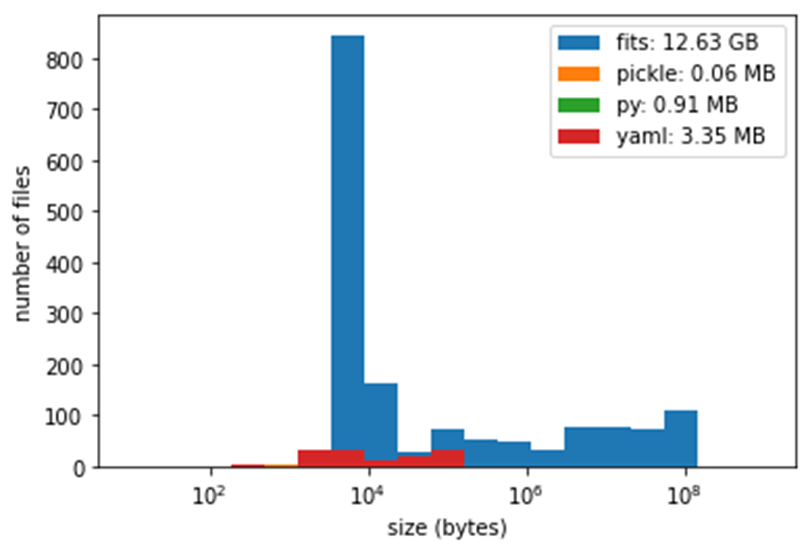 fits: 12.63 GB
pickle: 0.06 MB
py: 0.91 MB
yaml: 3.35 MB
number of files
800
700
600
500
400
300
200
100
0
10² 10⁴ 10⁶ 10⁸
size (bytes)